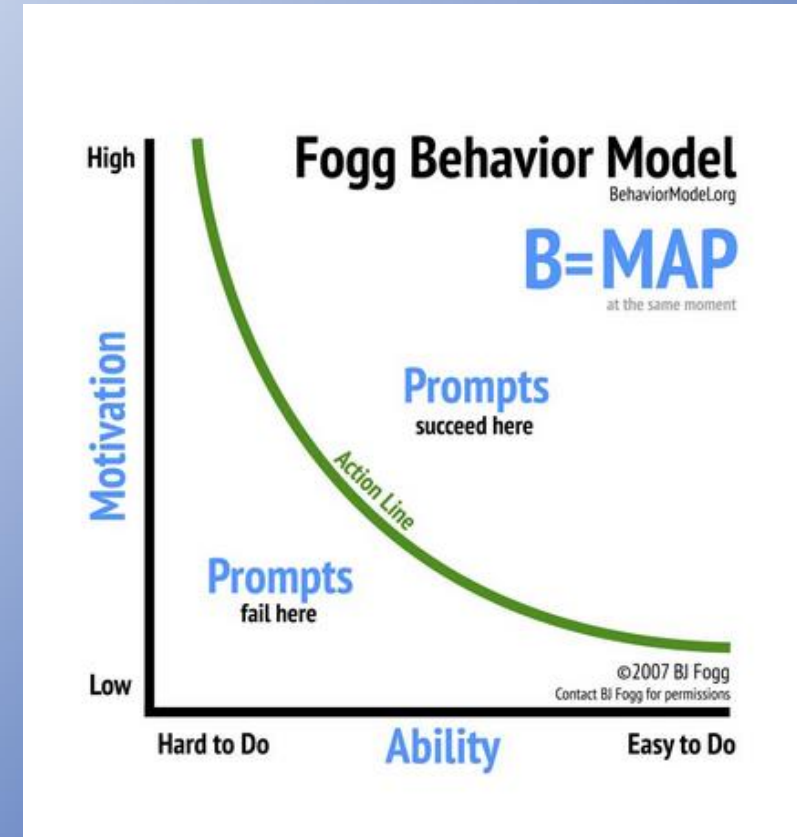 High
Fogg Behavior Model
BehaviorModel.org
B=MAP
at the same moment
Motivation
Prompts
succeed here
Action Line
Prompts
fail here
Low
©2007 BJ Fogg
Contact BJ Fogg for permissions
Hard to Do
Ability
Easy to Do